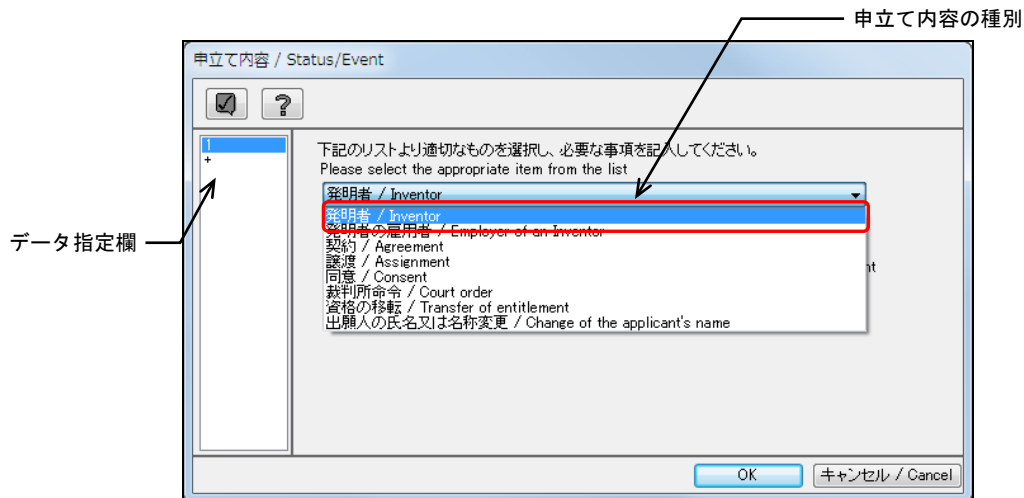 申立て内容の種別
申立て内容 / Status/Event
1
+
下記のリストより適切なものを選択し、必要な事項を記入してください。
Please select the appropriate item from the list
発明者 / Inventor
発明者 / Inventor
発明者の雇用者 / Employer of an Inventor
契約 / Agreement
譲渡 / Assignment
nt
同意 / Consent
裁判所命令 / Court order
資格の移転 / Transfer of entitlement
出願人の氏名又は名称変更 / Change of the applicant's name
データ指定欄
OK
キャンセル / Cancel